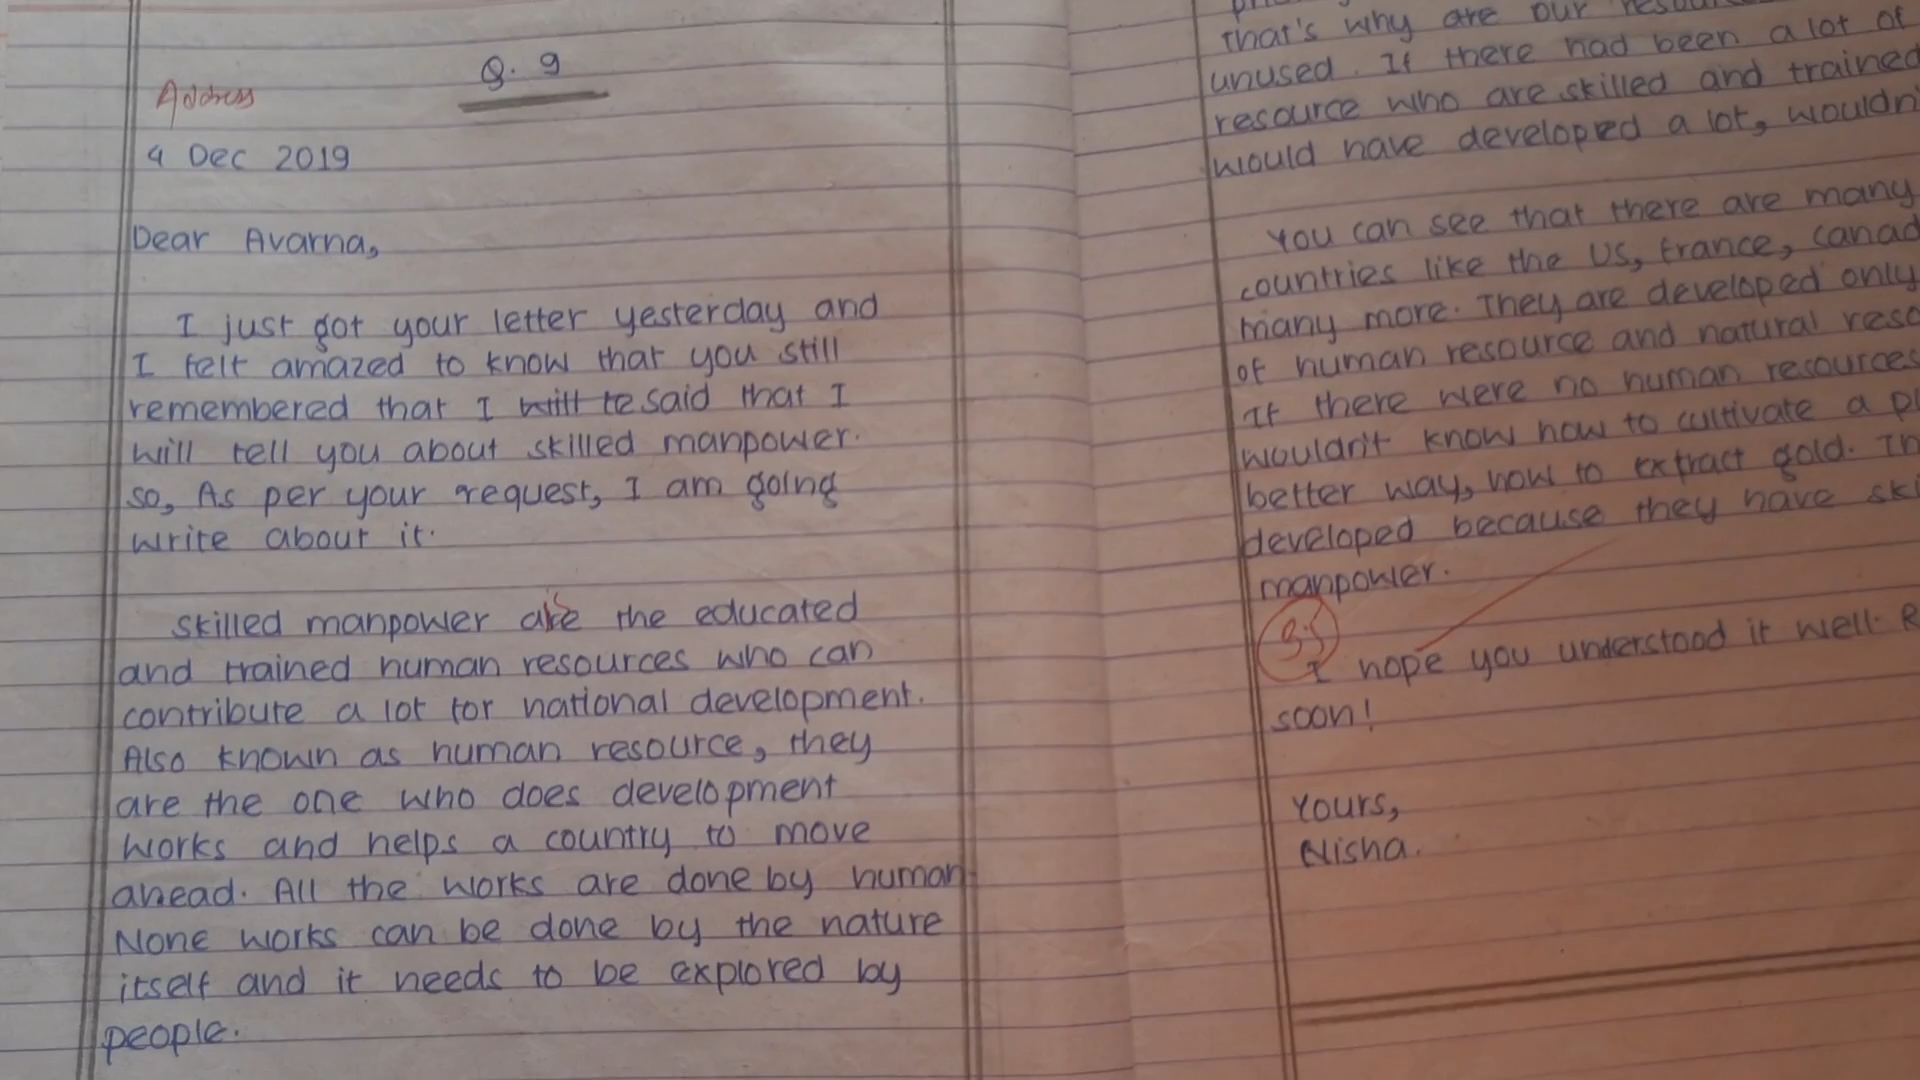 Q. 9
Address
4 Dec 2019
Dear Avarna,
I just got your letter yesterday and
I felt amazed to know that you still
remembered that I will te said that I
will tell you about skilled manpower.
so, As per your request, I am going
write about it.
Skilled manpower are is the educated
and trained human resources who can
contribute a lot for national development.
Also known as human resource, they
are the one who does development
works and helps a country to move
ahead. All the works are done by human
None works can be done by the nature
itself and it needs to be explored by
people.
That's why are our
unused. If there had been a lot of
resource who are skilled and trained
would have developed a lot, wouldn'
You can see that there are many
countries like the US, france, canad
many more. They are developed only
of human resource and natural reso
If there were no human resources
wouldn't know how to cultivate a pl
better way, how to extract gold. Th
developed because they have ski
manpower.
3.5
I hope you understood it well. R
soon!
Yours,
Nisha.